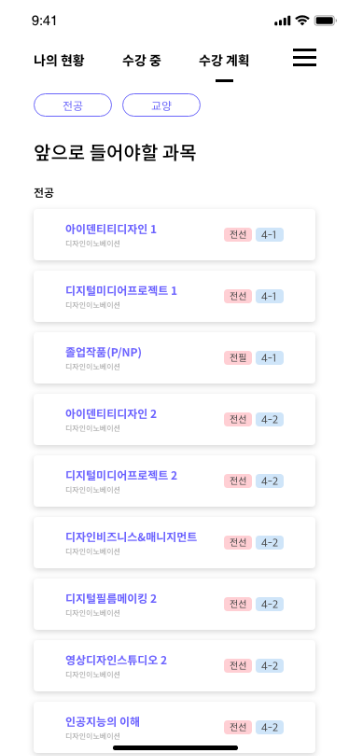 9:41
나의 현황 수강 중 수강 계획
전공 교양
앞으로 들어야할 과목
전공
아이덴티티디자인 1 전선 4-1
디자인이노베이션
디지털미디어프로젝트 1 전선 4-1
디자인이노베이션
졸업작품(P/NP) 전필 4-1
디자인이노베이션
아이덴티티디자인 2 전선 4-2
디자인이노베이션
디지털미디어프로젝트 2 전선 4-2
디자인이노베이션
디자인비즈니스&매니지먼트 전선 4-2
디자인이노베이션
디지털필름메이킹 2 전선 4-2
디자인이노베이션
영상디자인스튜디오 2 전선 4-2
디자인이노베이션
인공지능의 이해 전선 4-2
디자인이노베이션